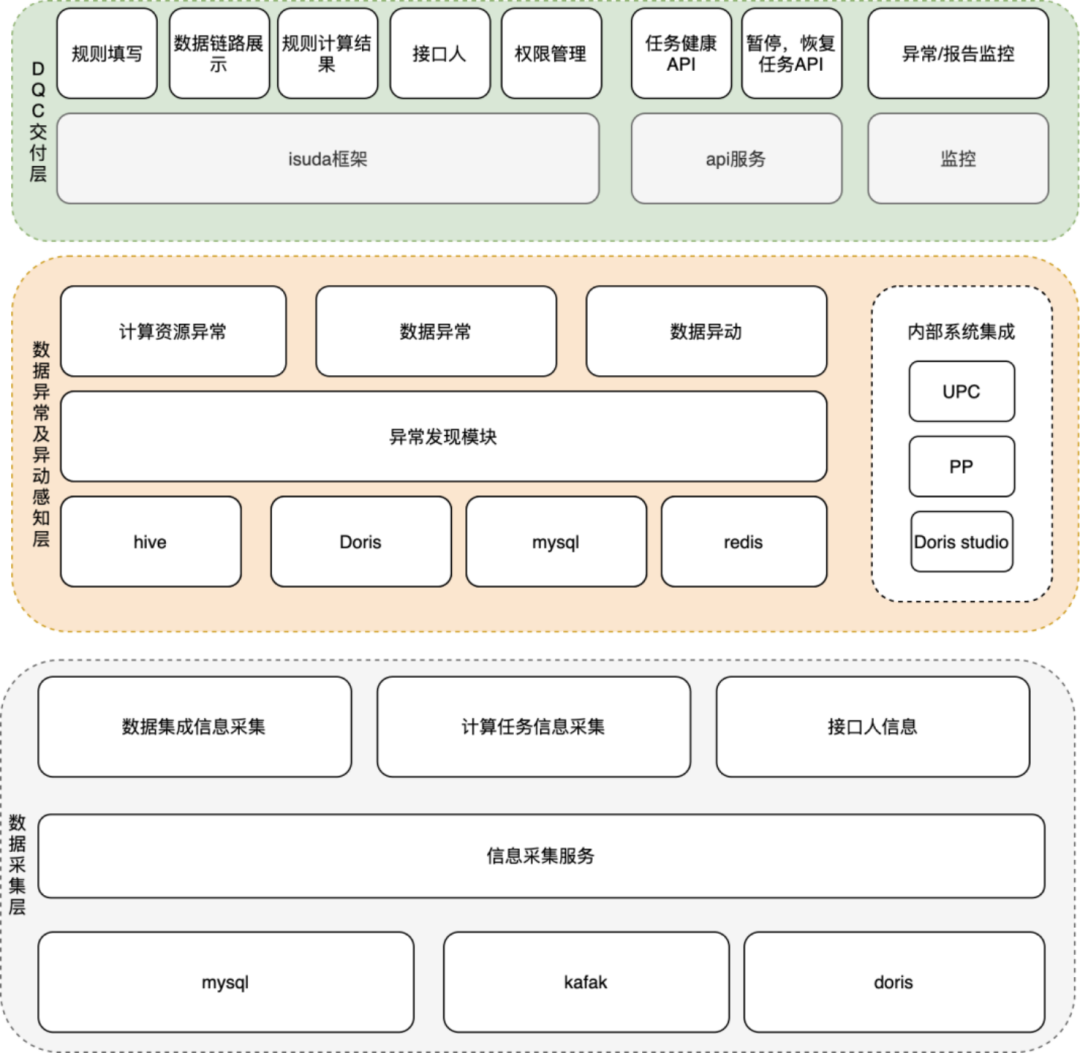 DQC交付层
规则填写
数据链路展
示
规则计算结
果
接口人
权限管理
任务健康
API
暂停，恢复
任务API
异常/报告监控
isuda框架
api服务
监控
数据异常及异动感知层
计算资源异常
数据异常
数据异动
异常发现模块
hive
Doris
mysql
redis
内部系统集成
UPC
PP
Doris studio
数据采集层
数据集成信息采集
计算任务信息采集
接口人信息
信息采集服务
mysql
kafak
doris